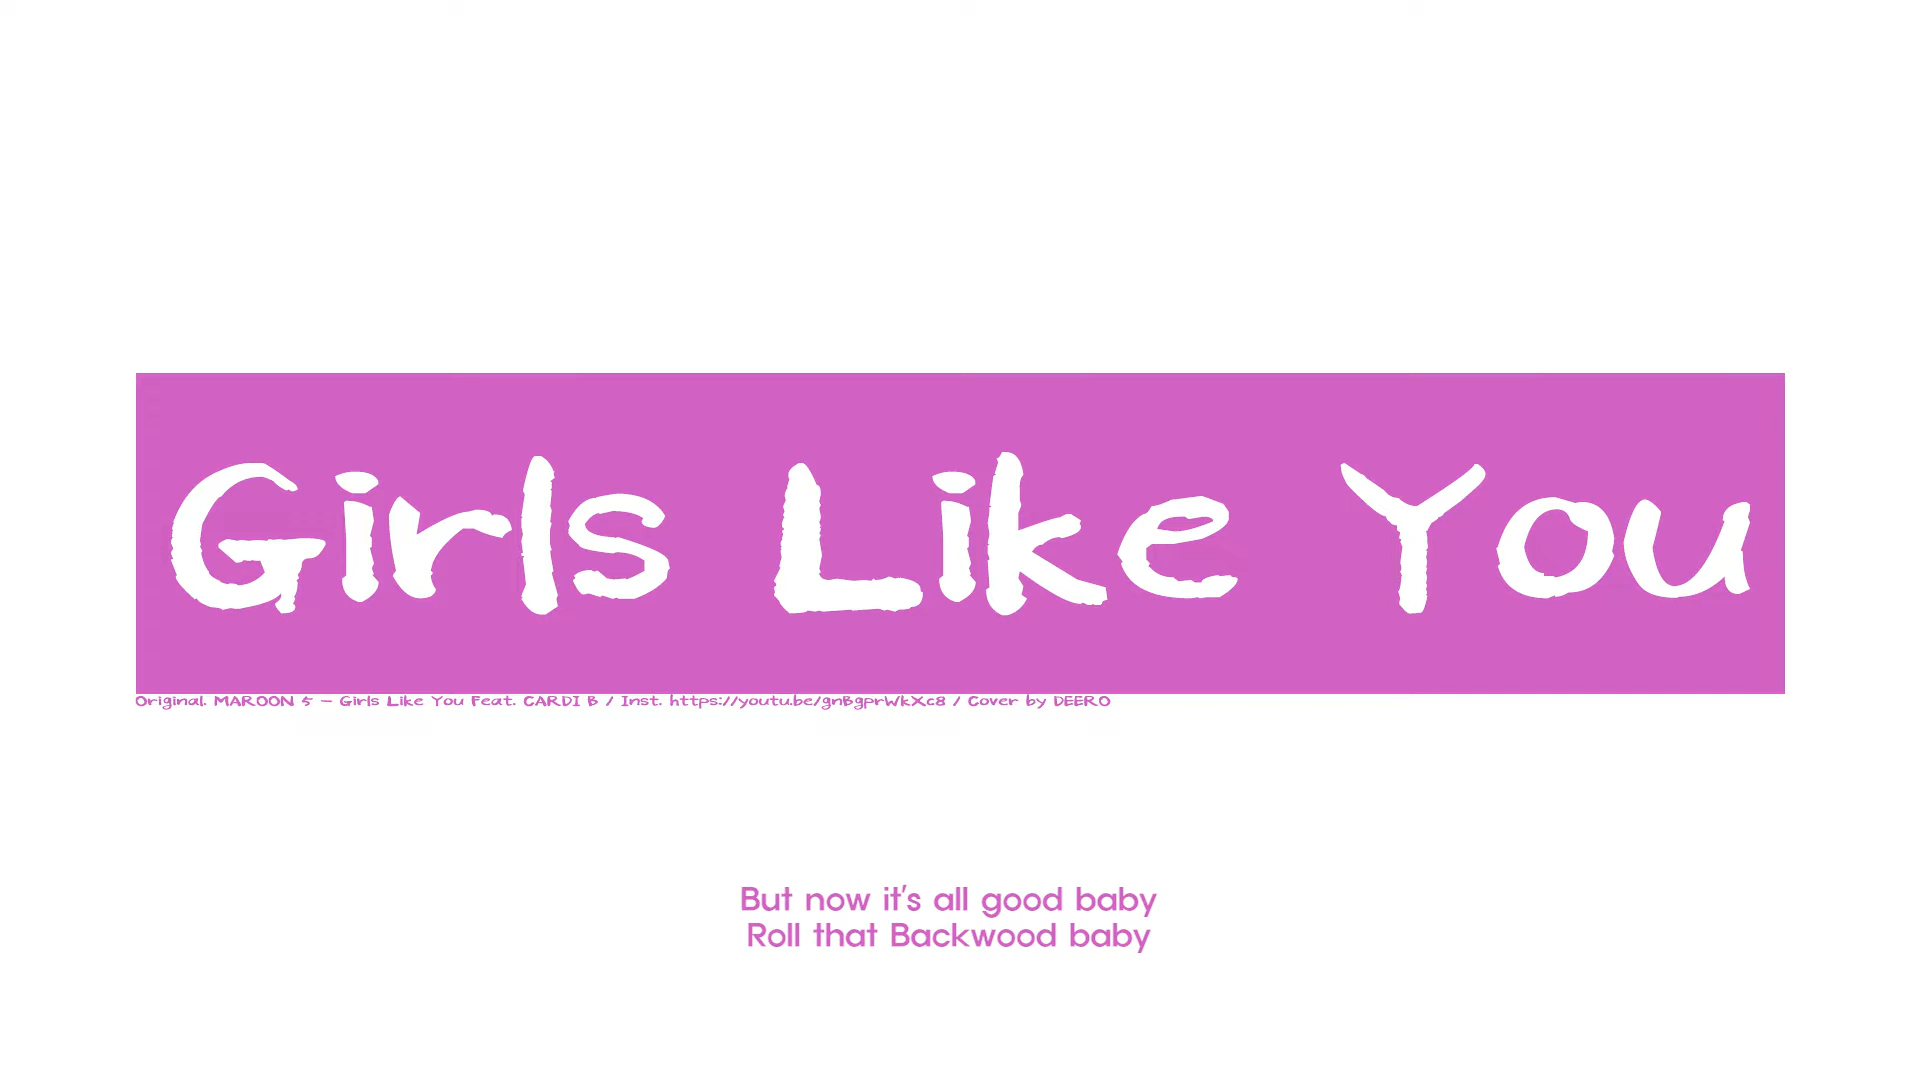 Girls Like You
Original. MAROON 5 - Girls Like You Feat. CARDI B / Inst. https://youtu.be/gnBgprWkXc8 / Cover by DEERO
But now it's all good baby
Roll that Backwood baby